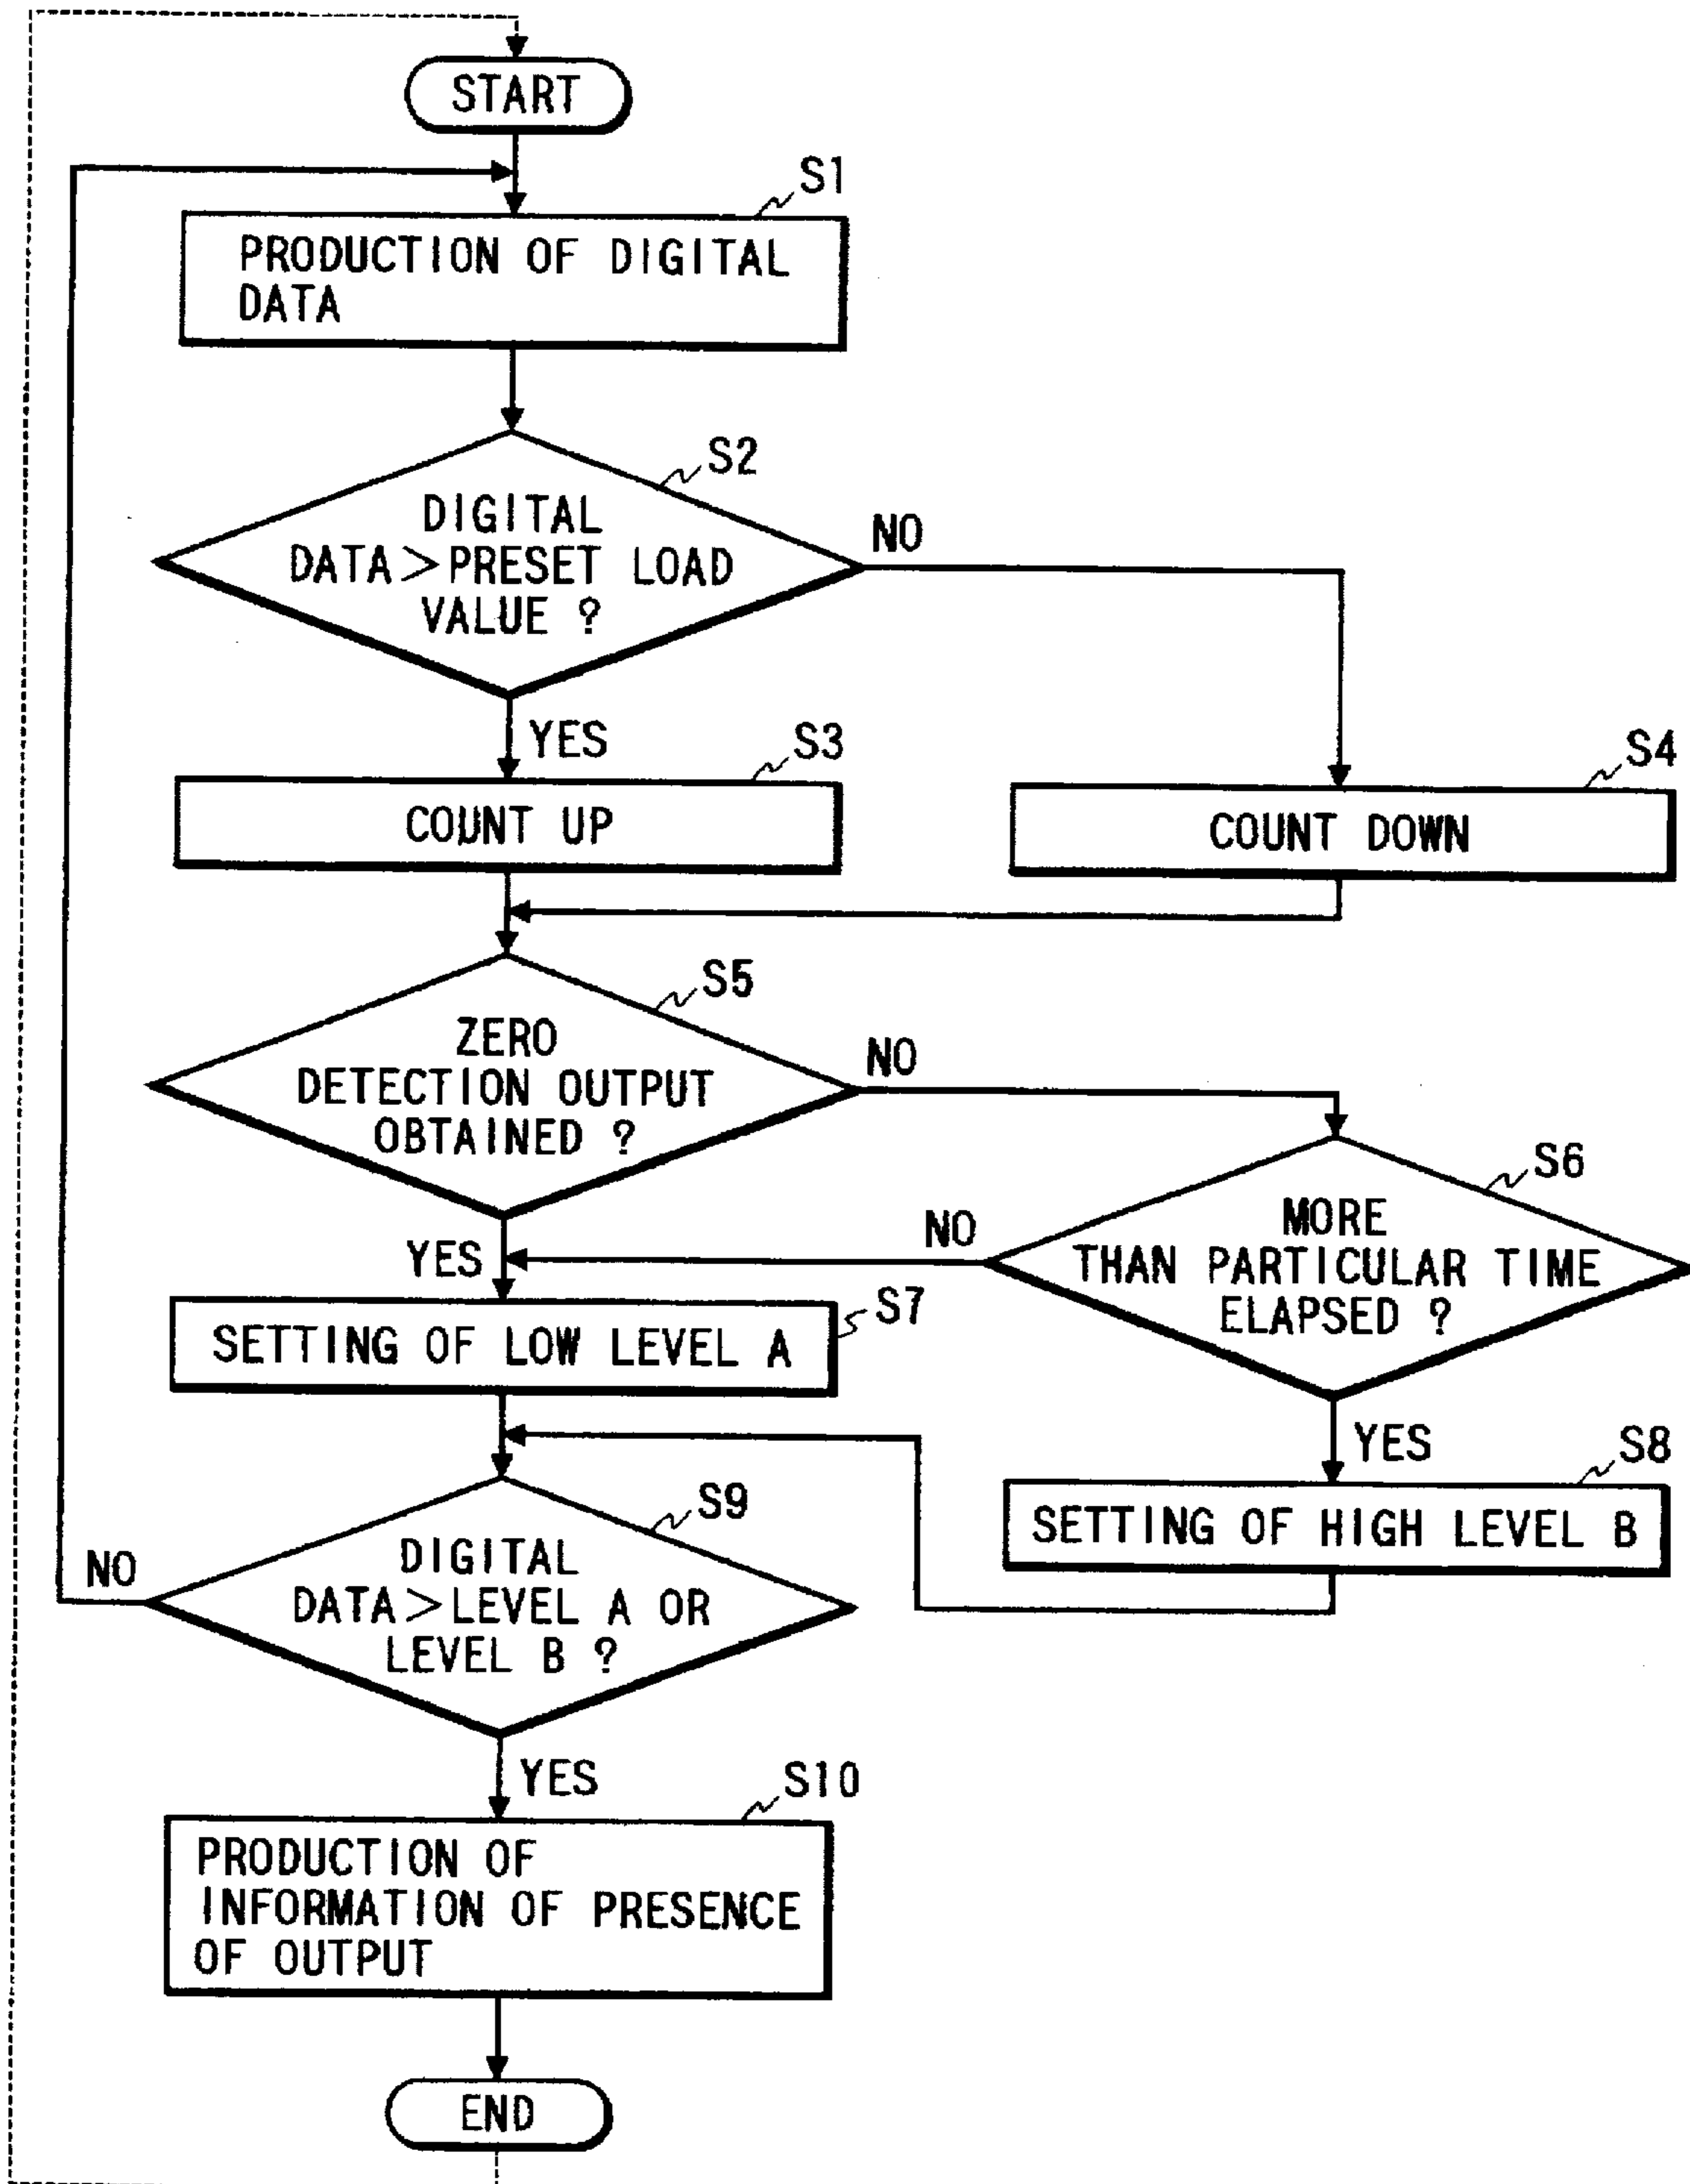 START
S1
PRODUCTION OF DIGITAL
DATA
S2
DIGITAL
DATA>PRESET LOAD
VALUE ?
NO
YES
S3
COUNT UP
S4
COUNT DOWN
S5
ZERO
DETECTION OUTPUT
OBTAINED ?
NO
YES
S6
MORE
THAN PARTICULAR TIME
ELAPSED ?
NO
YES
S7
SETTING OF LOW LEVEL A
S8
SETTING OF HIGH LEVEL B
S9
DIGITAL
DATA>LEVEL A OR
LEVEL B ?
NO
YES
S10
PRODUCTION OF
INFORMATION OF PRESENCE
OF OUTPUT
END